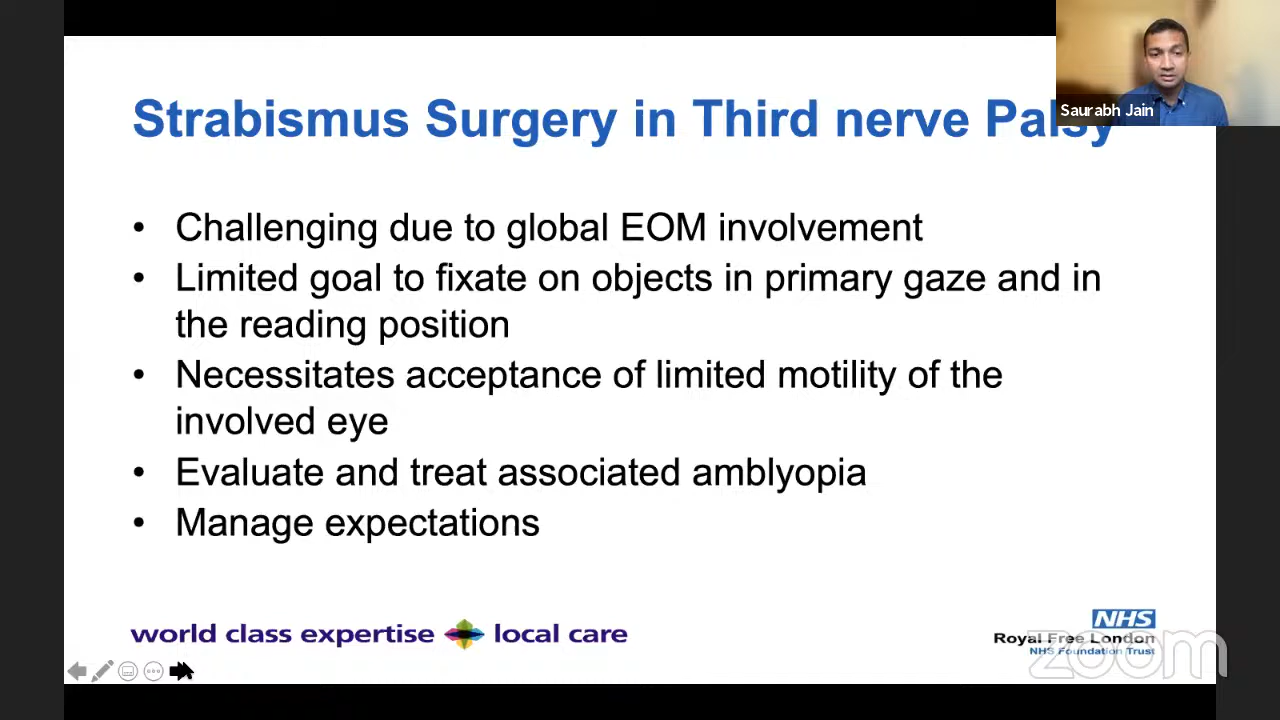 Strabismus Surgery in Third nerve Palsy
Saurabh Jain
• Challenging due to global EOM involvement
• Limited goal to fixate on objects in primary gaze and in
the reading position
• Necessitates acceptance of limited motility of the
involved eye
• Evaluate and treat associated amblyopia
• Manage expectations
world class expertise local care
NHS
Royal Free London
NHS Foundation Trust
zoom